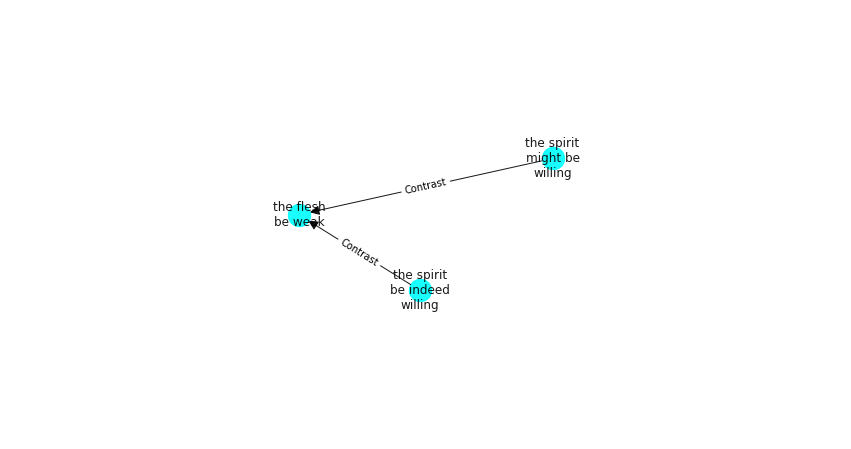 the spirit
might be
willing
Contrast
the flesh
be weak
Contrast
the spirit
be indeed
willing